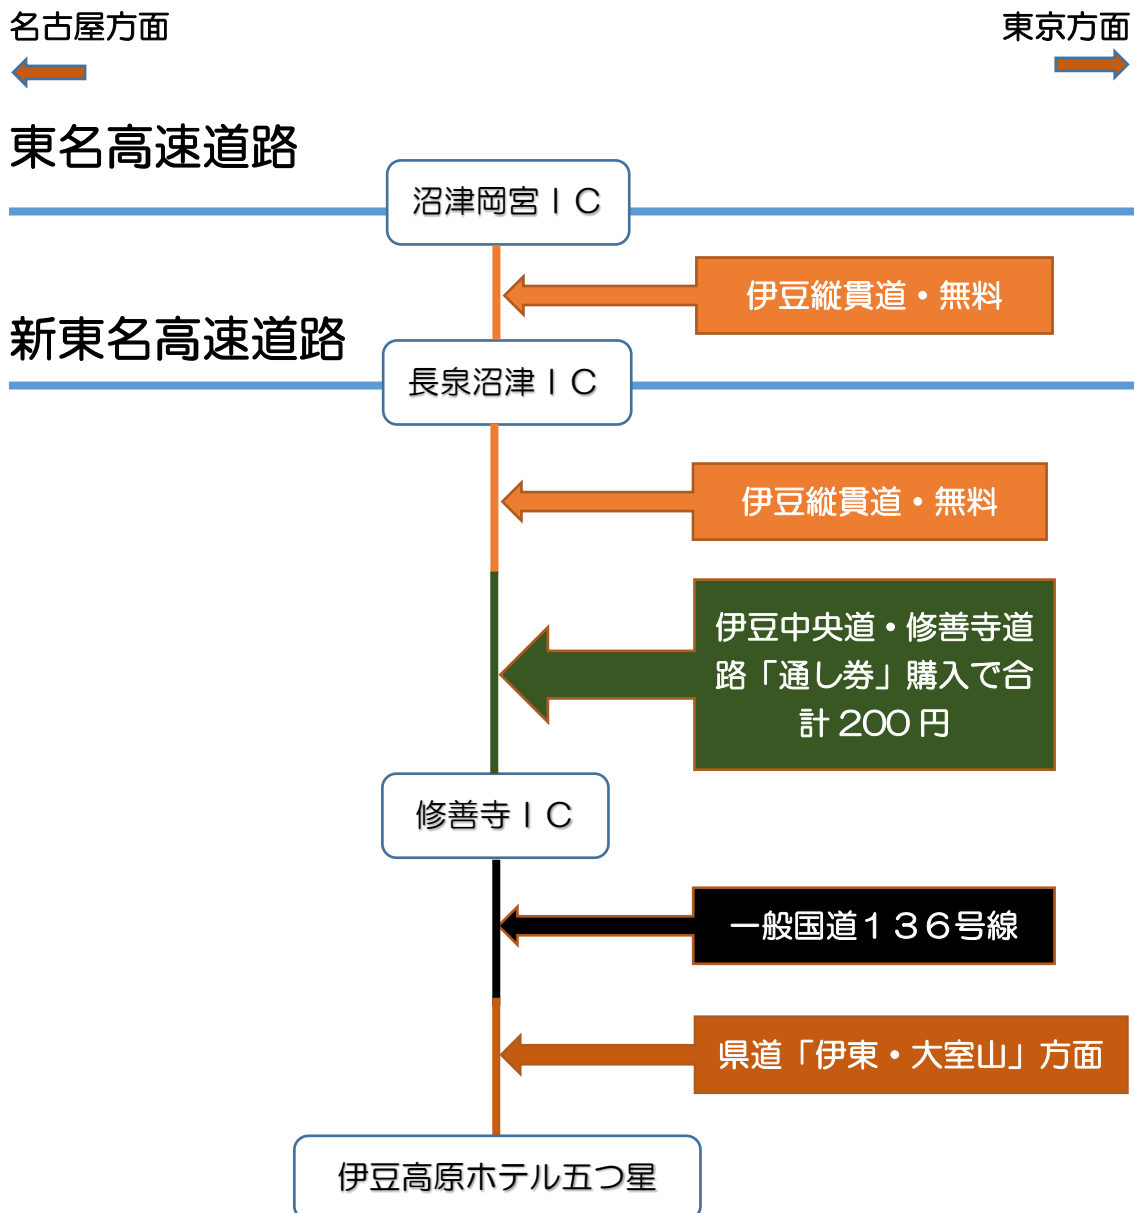 名古屋方面
東京方面
東名高速道路
沼津岡宮ＩＣ
伊豆縦貫道・無料
新東名高速道路
長泉沼津ＩＣ
伊豆縦貫道・無料
伊豆中央道・修善寺道
路「通し券」購入で合
計 200 円
修善寺ＩＣ
一般国道１３６号線
県道「伊東・大室山」方面
伊豆高原ホテル五つ星